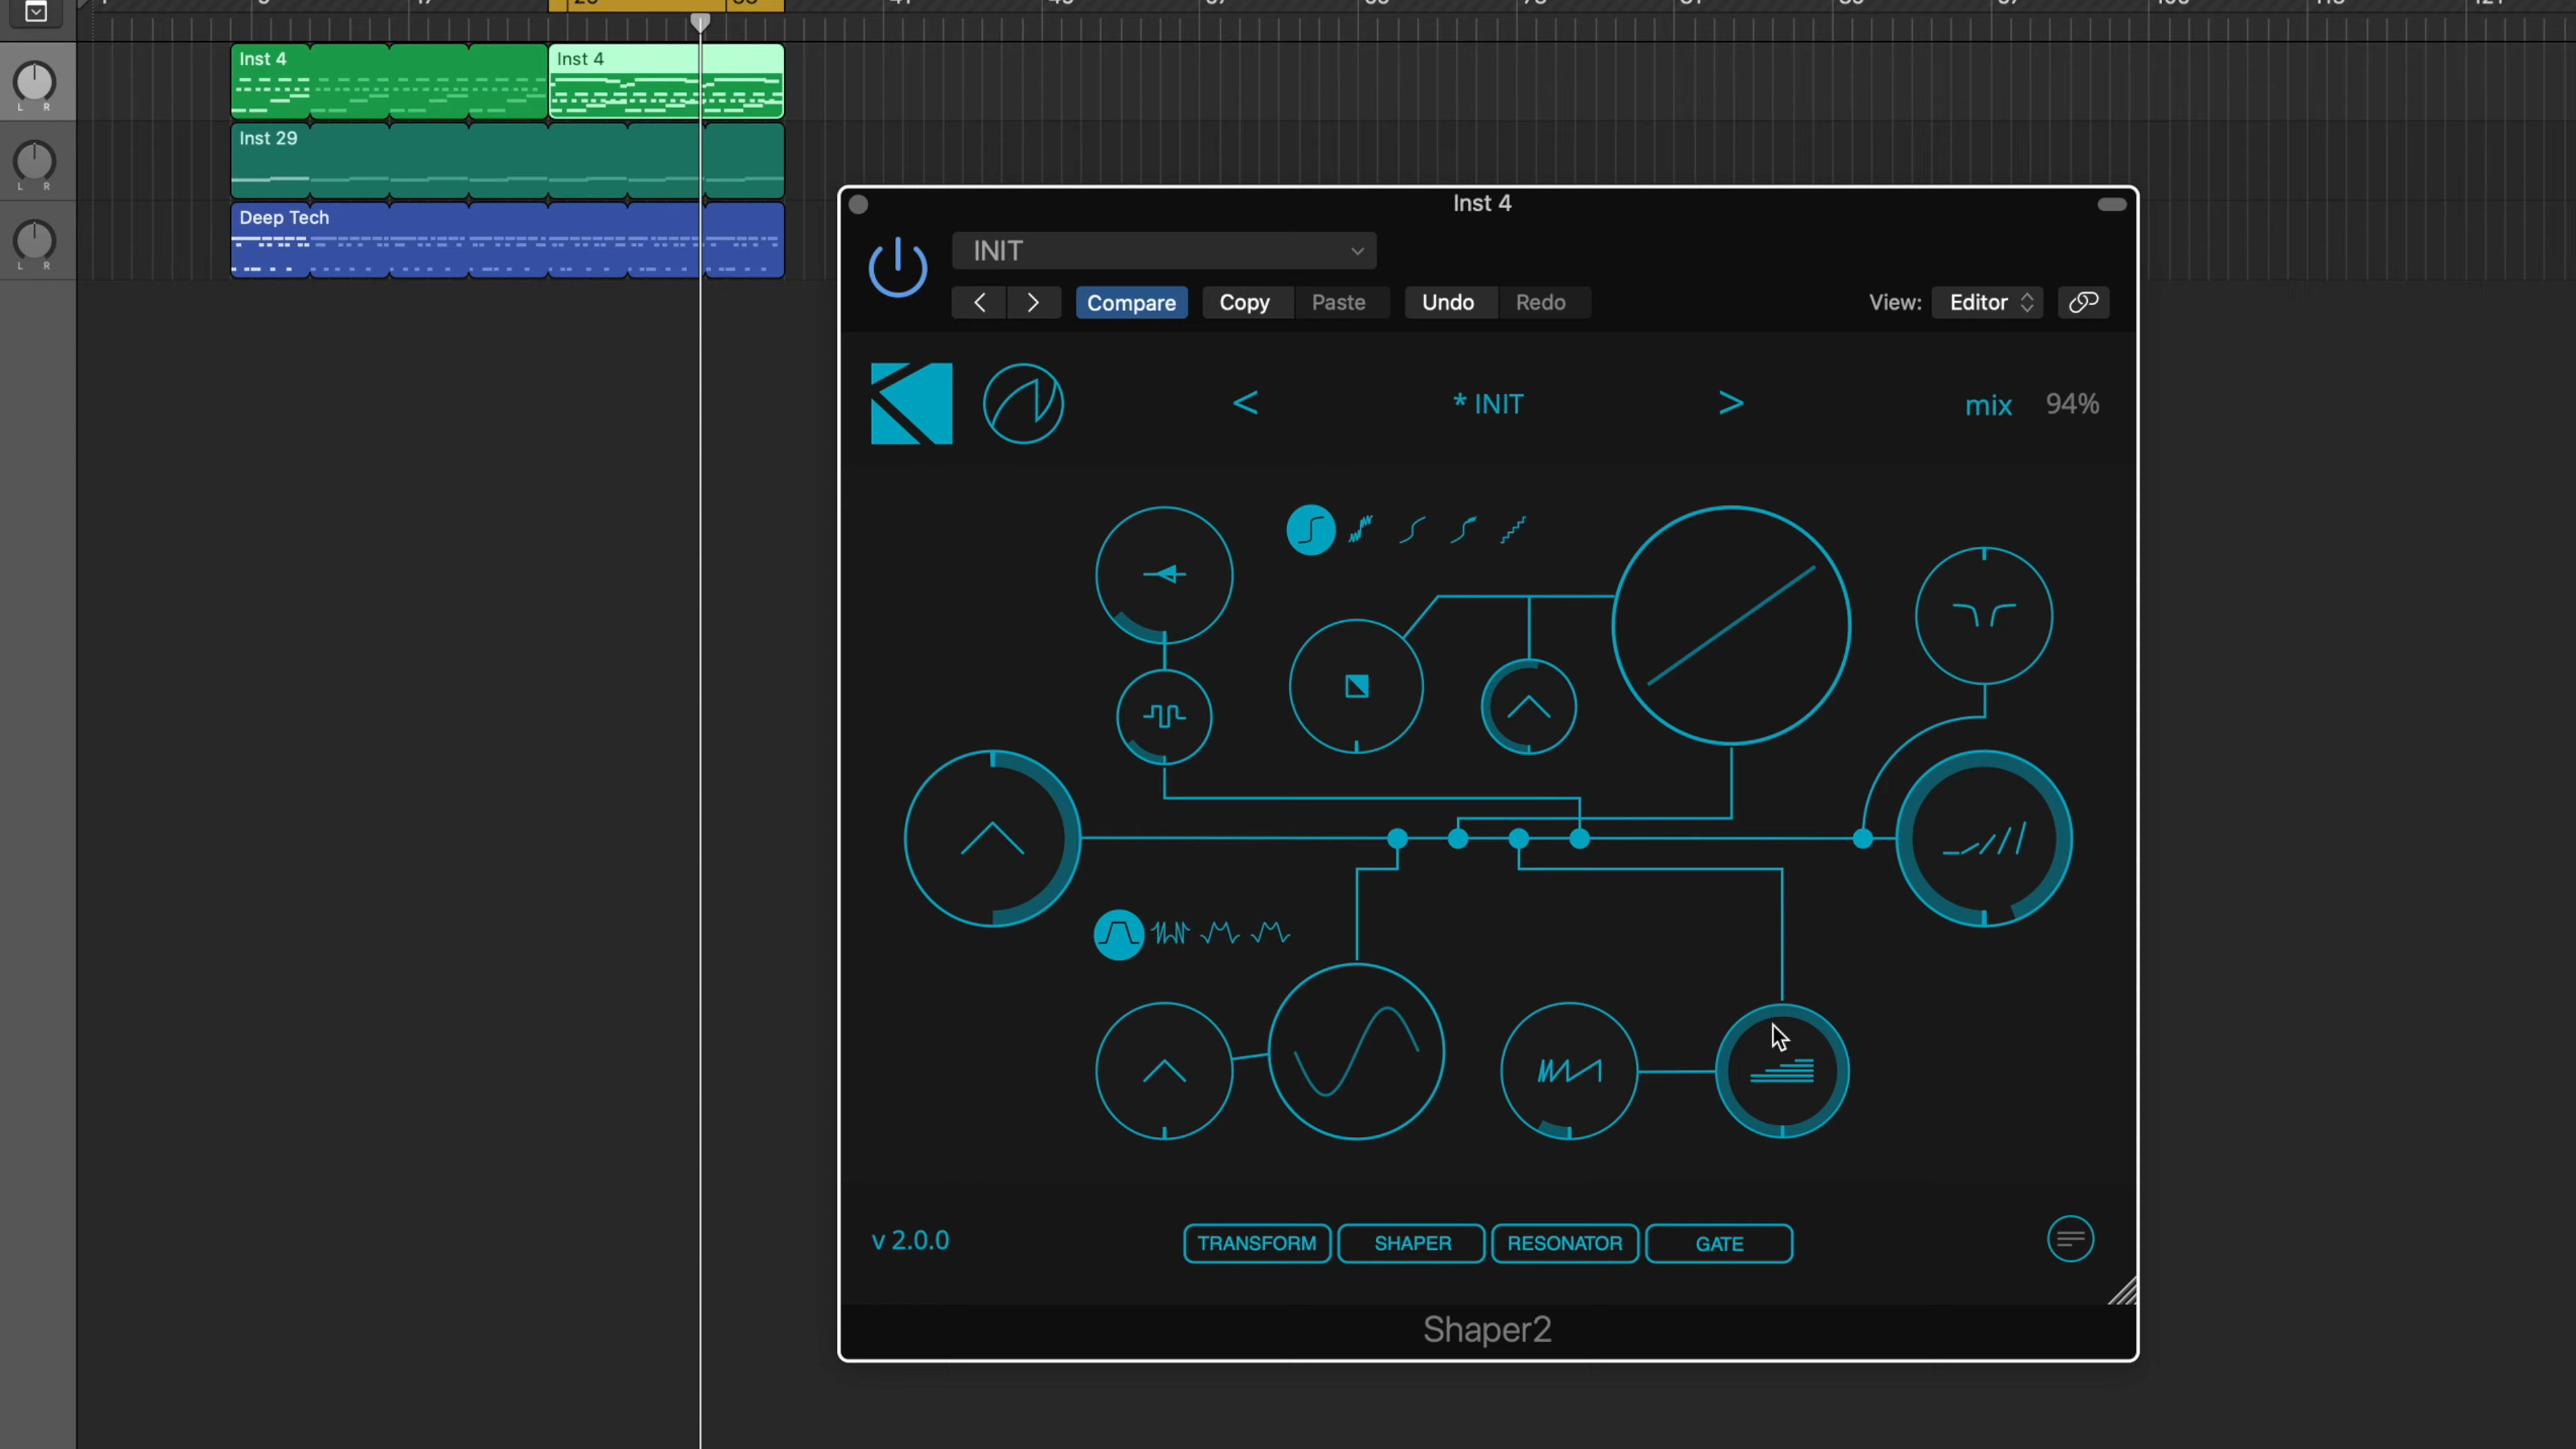 Inst 4
Inst 4
L R
Inst 29
L R
Deep Tech
L R
Inst 4
INIT
Compare
Copy
Paste
Undo
Redo
View:
Editor
<
* INIT
>
mix
94%
v 2.0.0
TRANSFORM
SHAPER
RESONATOR
GATE
Shaper2